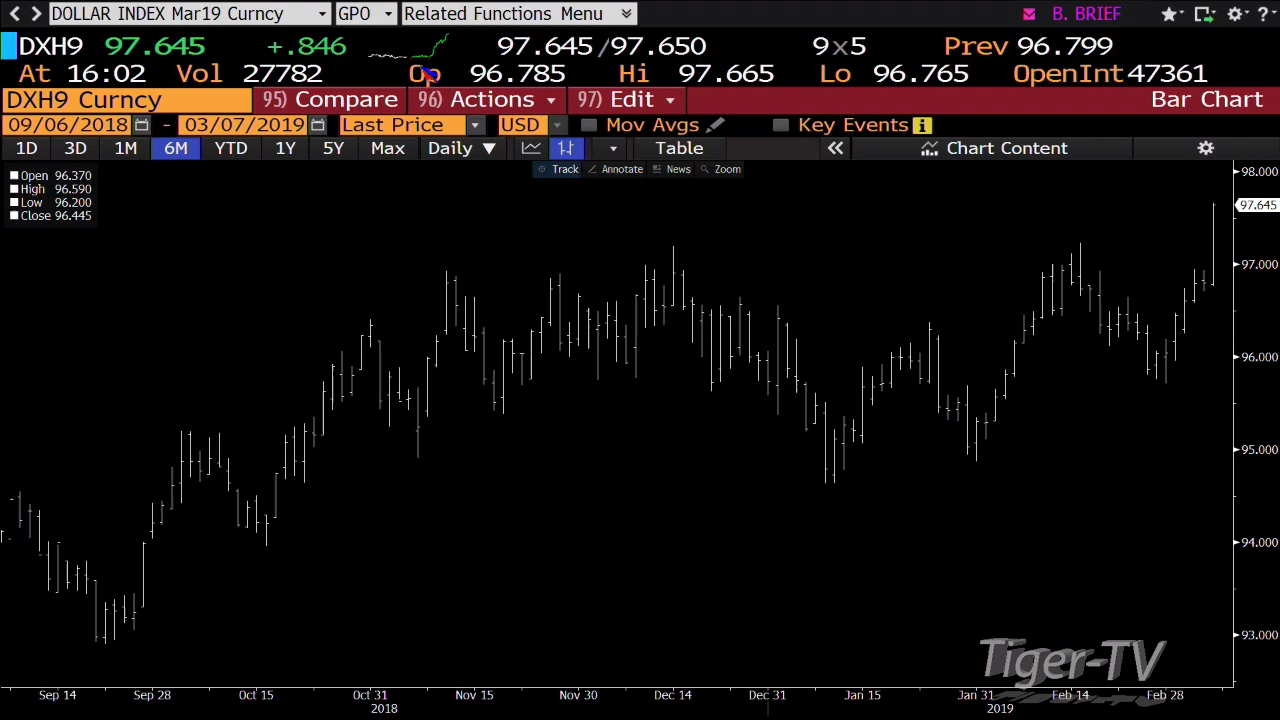 DOLLAR INDEX Mar19 Curncy GPO Related Functions Menu B. BRIEF ?
DXH9 97.645 +.846 97.645/97.650 9x5 Prev 96.799
At 16:02 Vol 27782 Op 96.785 Hi 97.665 Lo 96.765 OpenInt 47361
DXH9 Curncy 95) Compare 96) Actions 97) Edit Bar Chart
09/06/2018 - 03/07/2019 Last Price USD Mov Avgs Key Events i
1D 3D 1M 6M YTD 1Y 5Y Max Daily Table Chart Content
Track Annotate News Zoom
Open 96.370
High 96.590
Low 96.200
Close 96.445
98.000
97.645
97.000
96.000
95.000
94.000
93.000
Tiger-TV
Sep 14 Sep 28 Oct 15 Oct 31 Nov 15 Nov 30 Dec 14 Dec 31 Jan 15 Jan 31 Feb 14 Feb 28
2018 2019